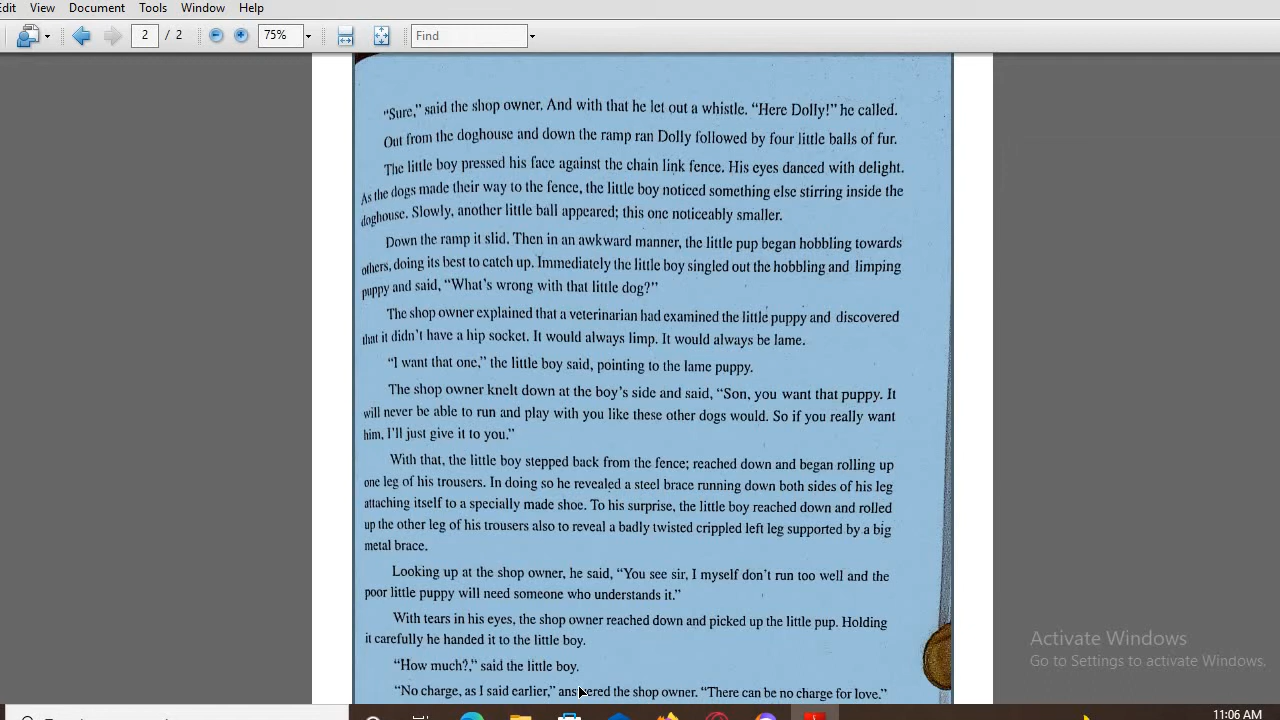 Edit View Document Tools Window Help
2 / 2 75% Find
"Sure," said the shop owner. And with that he let out a whistle. "Here Dolly!" he called.
Out from the doghouse and down the ramp ran Dolly followed by four little balls of fur.
The little boy pressed his face against the chain link fence. His eyes danced with delight.
As the dogs made their way to the fence, the little boy noticed something else stirring inside the
doghouse. Slowly, another little ball appeared; this one noticeably smaller.
Down the ramp it slid. Then in an awkward manner, the little pup began hobbling towards
others, doing its best to catch up. Immediately the little boy singled out the hobbling and limping
puppy and said, "What's wrong with that little dog?"
The shop owner explained that a veterinarian had examined the little puppy and discovered
that it didn't have a hip socket. It would always limp. It would always be lame.
"I want that one," the little boy said, pointing to the lame puppy.
The shop owner knelt down at the boy's side and said, "Son, you want that puppy. It
will never be able to run and play with you like these other dogs would. So if you really want
him, I'll just give it to you."
With that, the little boy stepped back from the fence; reached down and began rolling up
one leg of his trousers. In doing so he revealed a steel brace running down both sides of his leg
attaching itself to a specially made shoe. To his surprise, the little boy reached down and rolled
up the other leg of his trousers also to reveal a badly twisted crippled left leg supported by a big
metal brace.
Looking up at the shop owner, he said, "You see sir, I myself don't run too well and the
poor little puppy will need someone who understands it."
With tears in his eyes, the shop owner reached down and picked up the little pup. Holding
it carefully he handed it to the little boy.
"How much?," said the little boy.
"No charge, as I said earlier," answered the shop owner. "There can be no charge for love."
Activate Windows
Go to Settings to activate Windows.
11:06 AM